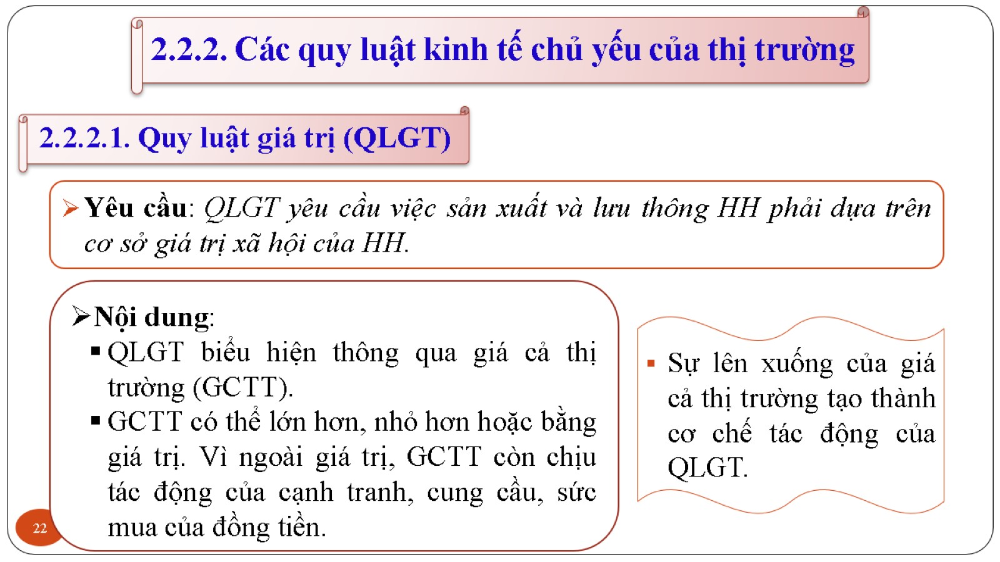 2.2.2. Các quy luật kinh tế chủ yếu của thị trường
2.2.2.1. Quy luật giá trị (QLGT)
Yêu cầu: QLGT yêu cầu việc sản xuất và lưu thông HH phải dựa trên
cơ sở giá trị xã hội của HH.
Nội dung:
QLGT biểu hiện thông qua giá cả thị
trường (GCTT).
GCTT có thể lớn hơn, nhỏ hơn hoặc bằng
giá trị. Vì ngoài giá trị, GCTT còn chịu
tác động của cạnh tranh, cung cầu, sức
mua của đồng tiền.
Sự lên xuống của giá
cả thị trường tạo thành
cơ chế tác động của
QLGT.
22